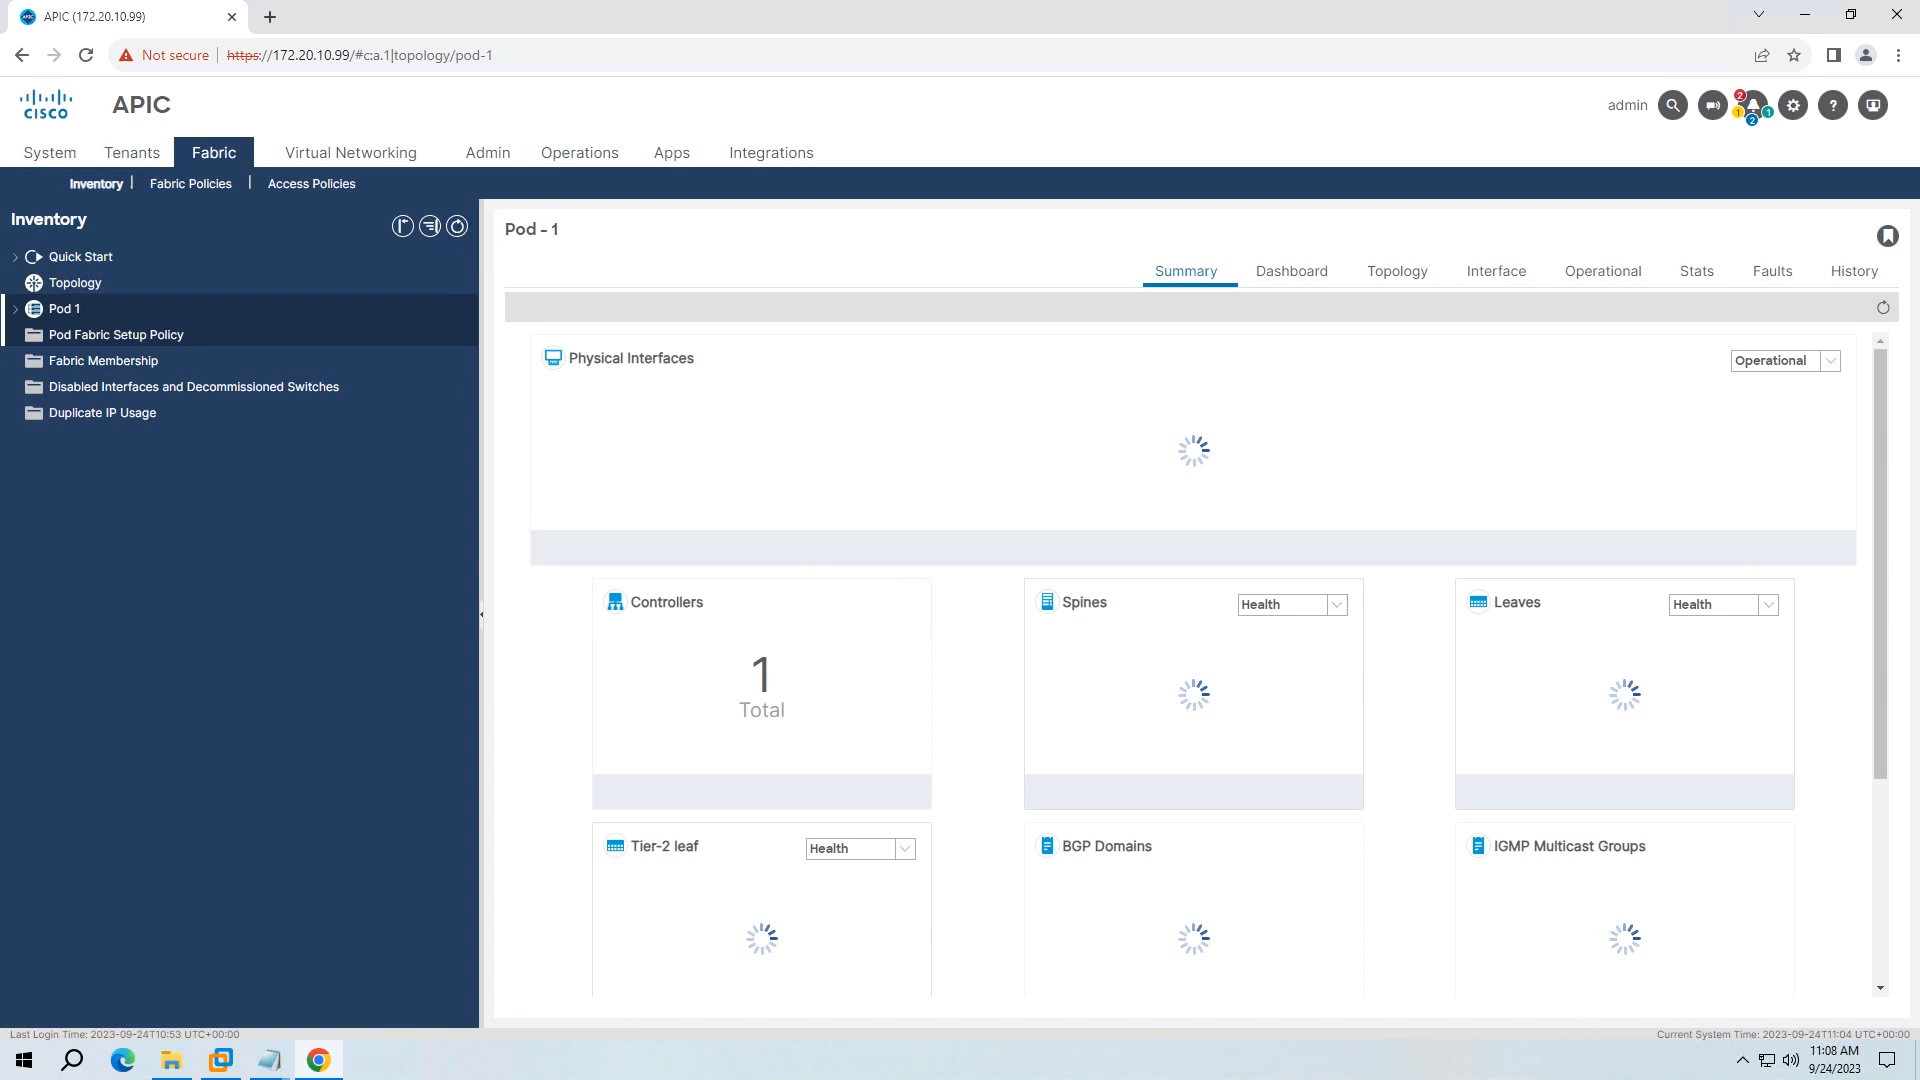 APIC (172.20.10.99)
Not secure | https://172.20.10.99/#c:a.1|topology/pod-1
CISCO
APIC
admin
2
1
1
2
?
System Tenants Fabric Virtual Networking Admin Operations Apps Integrations
Inventory | Fabric Policies | Access Policies
Inventory
Quick Start
Topology
Pod 1
Pod Fabric Setup Policy
Fabric Membership
Disabled Interfaces and Decommissioned Switches
Duplicate IP Usage
Pod - 1
Summary Dashboard Topology Interface Operational Stats Faults History
Physical Interfaces
Operational
Controllers
1
Total
Spines
Health
Leaves
Health
Tier-2 leaf
Health
BGP Domains
IGMP Multicast Groups
Last Login Time: 2023-09-24T10:53 UTC+00:00
Current System Time: 2023-09-24T11:04 UTC+00:00
11:08 AM
9/24/2023